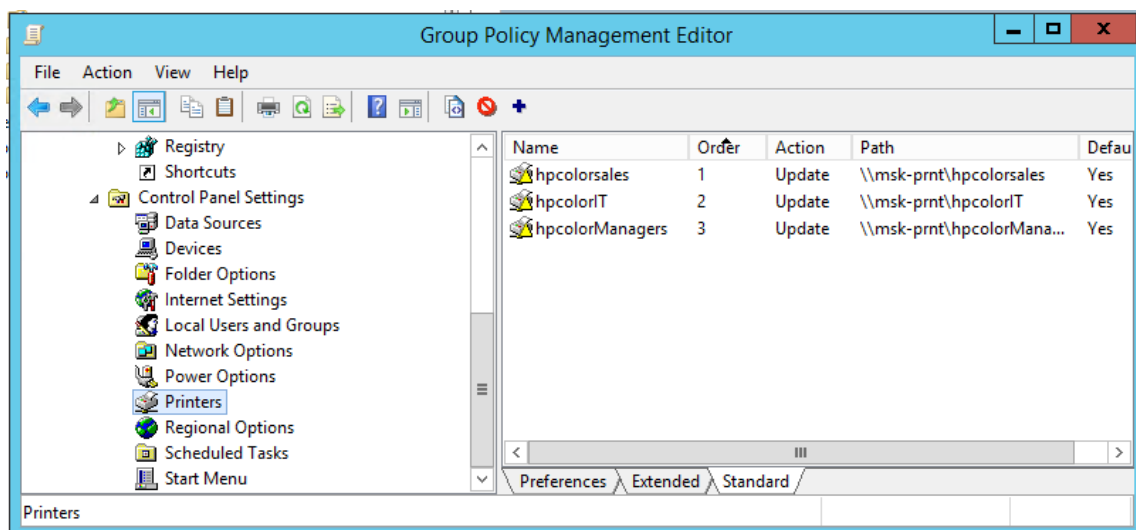 Group Policy Management Editor
File Action View Help
Registry
Shortcuts
Control Panel Settings
Data Sources
Devices
Folder Options
Internet Settings
Local Users and Groups
Network Options
Power Options
Printers
Regional Options
Scheduled Tasks
Start Menu
Name Order Action Path Defau
hpcolorsales 1 Update \\msk-prnt\hpcolorsales Yes
hpcolorIT 2 Update \\msk-prnt\hpcolorIT Yes
hpcolorManagers 3 Update \\msk-prnt\hpcolorMana... Yes
Preferences Extended Standard
Printers